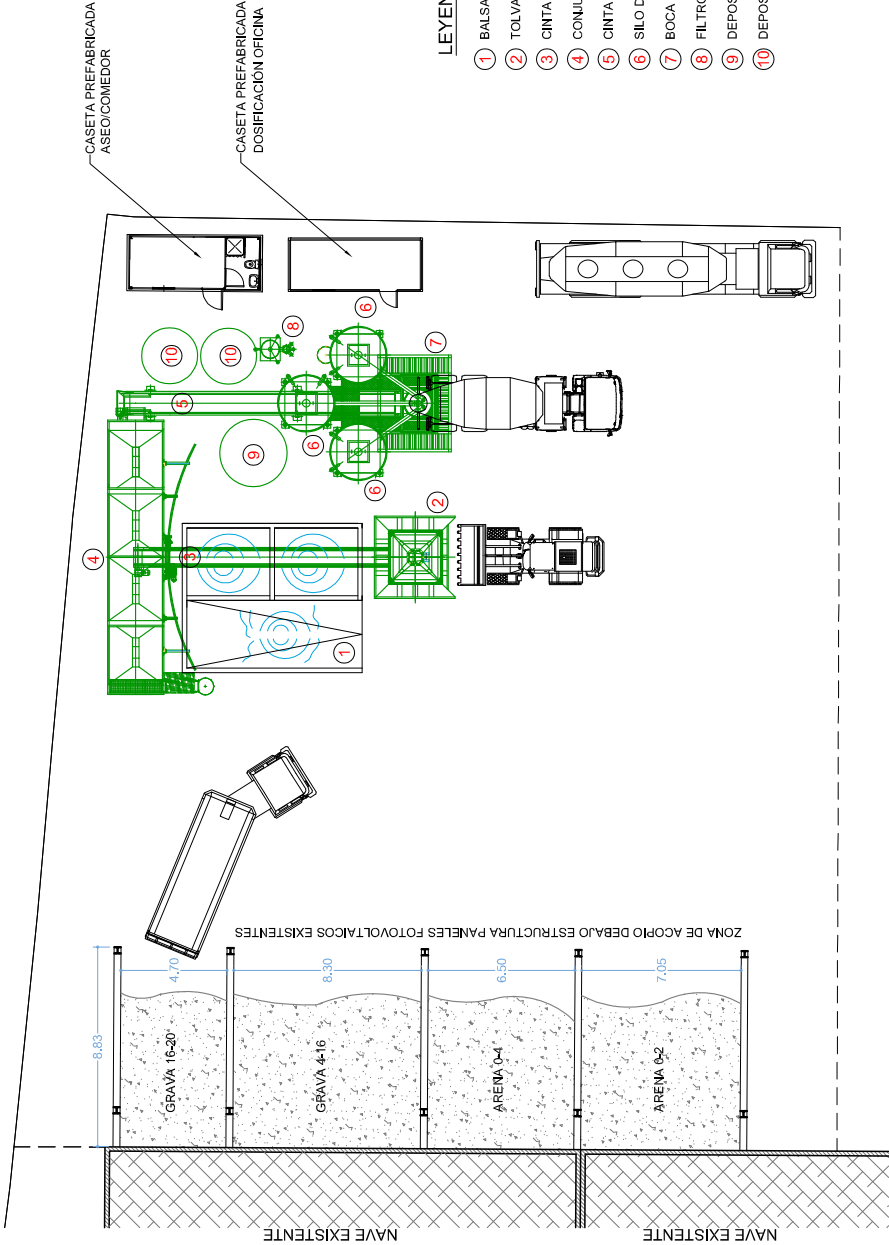 CASETA PREFABRICADA
ASEO/COMEDOR
CASETA PREFABRICADA
DOSIFICACIÓN OFICINA
LEYEN
1 BALSA
2 TOLVA
3 CINTA
4 CONJU
5 CINTA
6 SILO D
7 BOCA
8 FILTRO
9 DEPOS
10 DEPOS
10
10
8
6
7
5
6
9
6
2
4
3
1
ZONA DE ACOPIO DEBAJO ESTRUCTURA PANELES FOTOVOLTAICOS EXISTENTES
8.83
4.70
8.30
6.50
7.05
GRAVA 16-20
GRAVA 4-16
ARENA 0-4
ARENA 0-2
NAVE EXISTENTE
NAVE EXISTENTE